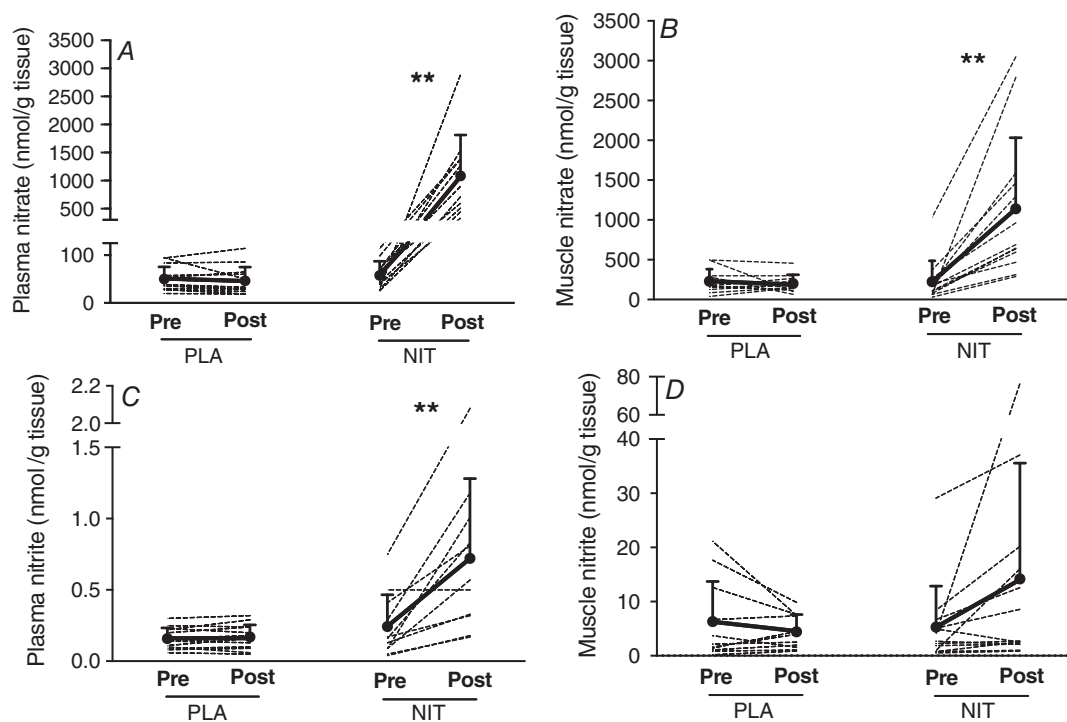 A
Plasma nitrate (nmol/g tissue)
3500
3000
2500
2000
1500
1000
500
100
0
**
Pre Post Pre Post
PLA NIT
B
Muscle nitrate (nmol/g tissue)
3500
3000
2500
2000
1500
1000
500
0
**
Pre Post Pre Post
PLA NIT
C
Plasma nitrite (nmol/g tissue)
2.2
2.0
1.5
1.0
0.5
0.0
**
Pre Post Pre Post
PLA NIT
D
Muscle nitrite (nmol/g tissue)
80
60
40
30
20
10
0
Pre Post Pre Post
PLA NIT